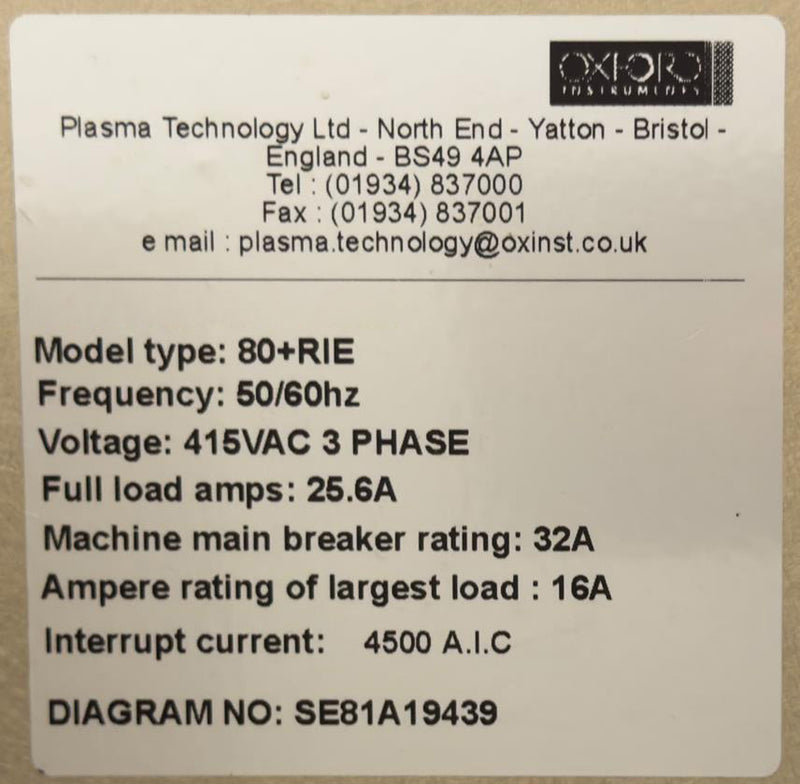 OXFORD
INSTRUMENTS
Plasma Technology Ltd - North End - Yatton - Bristol -
England - BS49 4AP
Tel : (01934) 837000
Fax : (01934) 837001
e mail : plasma.technology@oxinst.co.uk
Model type: 80+RIE
Frequency: 50/60hz
Voltage: 415VAC 3 PHASE
Full load amps: 25.6A
Machine main breaker rating: 32A
Ampere rating of largest load : 16A
Interrupt current: 4500 A.I.C
DIAGRAM NO: SE81A19439